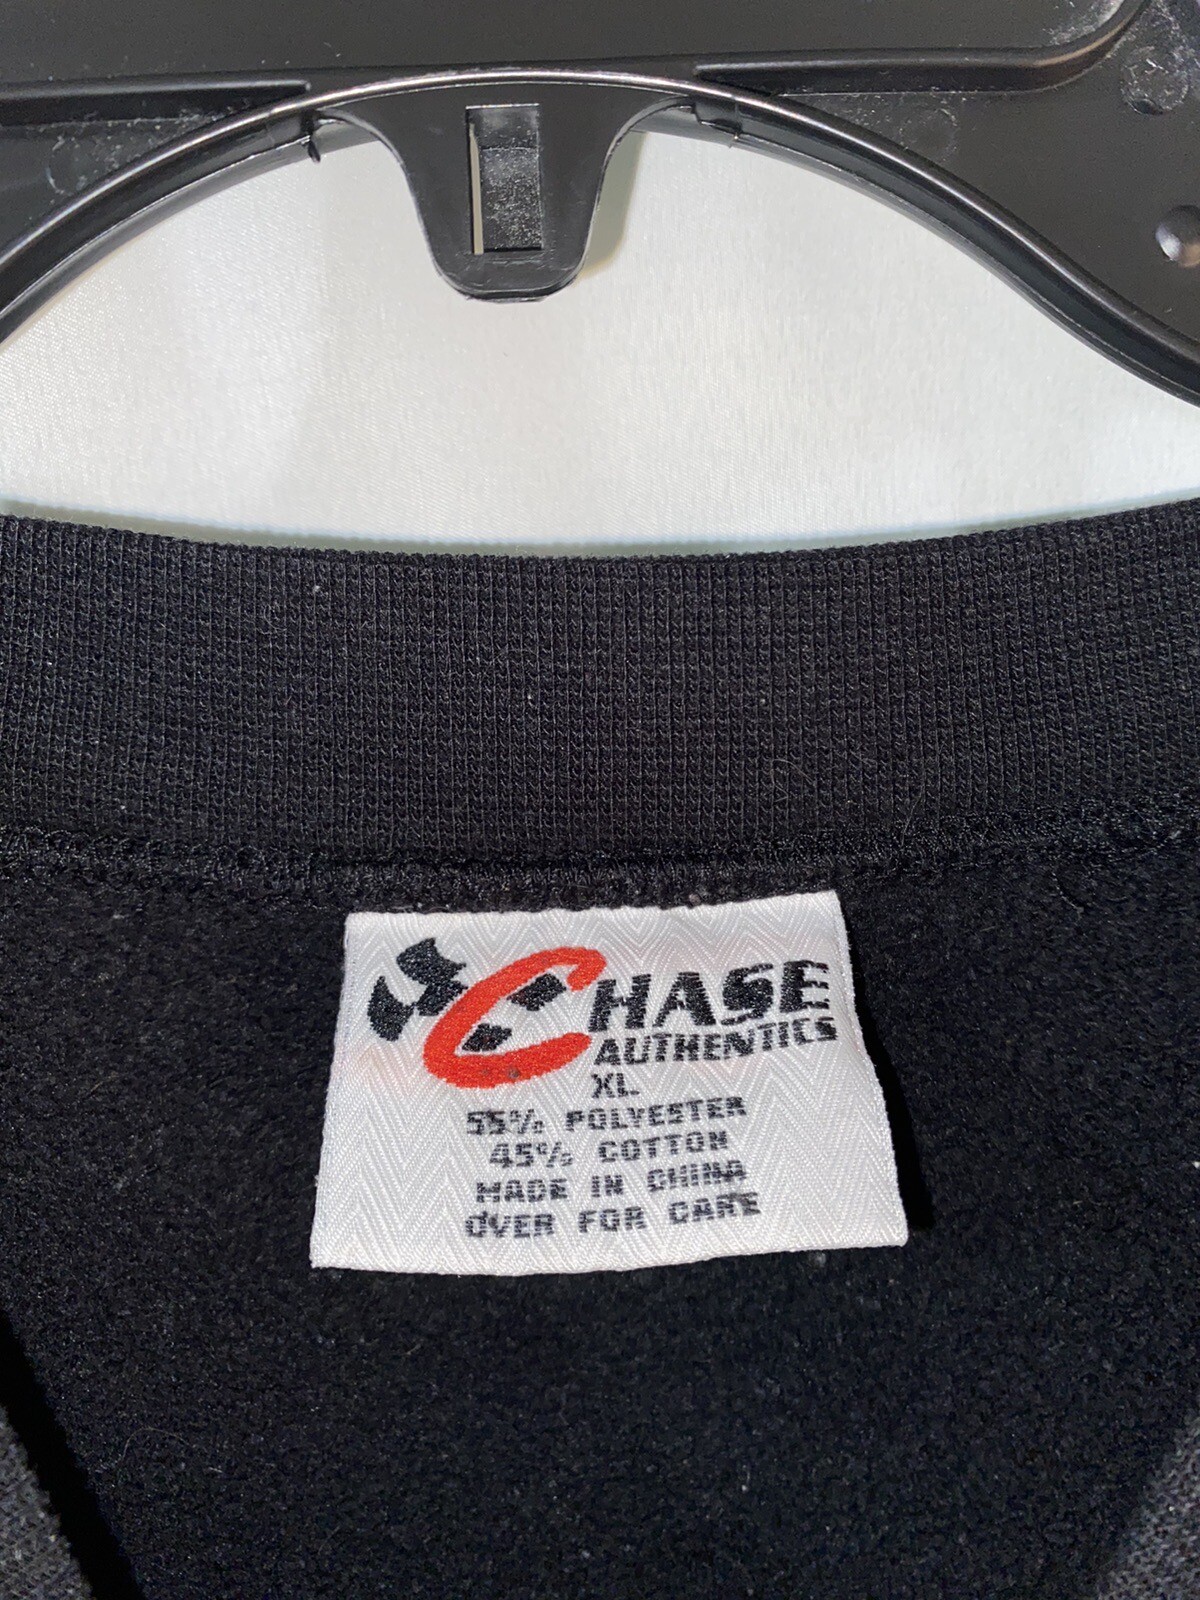 CHASE
AUTHENTICS
XL
55% POLYESTER
45% COTTON
MADE IN CHINA
OVER FOR CARE